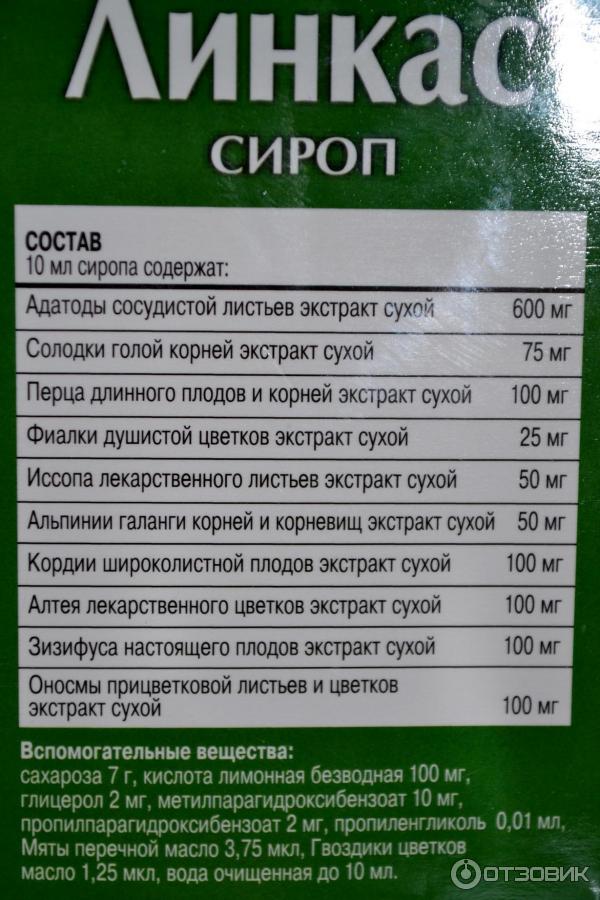 Линкас
СИРОП
СОСТАВ
10 мл сиропа содержат:
Адатоды сосудистой листьев экстракт сухой 600 мг
Солодки голой корней экстракт сухой 75 мг
Перца длинного плодов и корней экстракт сухой 100 мг
Фиалки душистой цветков экстракт сухой 25 мг
Иссопа лекарственного листьев экстракт сухой 50 мг
Альпинии галанги корней и корневищ экстракт сухой 50 мг
Кордии широколистной плодов экстракт сухой 100 мг
Алтея лекарственного цветков экстракт сухой 100 мг
Зизифуса настоящего плодов экстракт сухой 100 мг
Оносмы прицветковой листьев и цветков
экстракт сухой 100 мг
Вспомогательные вещества:
сахароза 7 г, кислота лимонная безводная 100 мг,
глицерол 2 мг, метилпарагидроксибензоат 10 мг,
пропилпарагидроксибензоат 2 мг, пропиленгликоль 0,01 мл,
Мяты перечной масло 3,75 мкл, Гвоздики цветков
масло 1,25 мкл, вода очищенная до 10 мл.
ОТЗОВИК